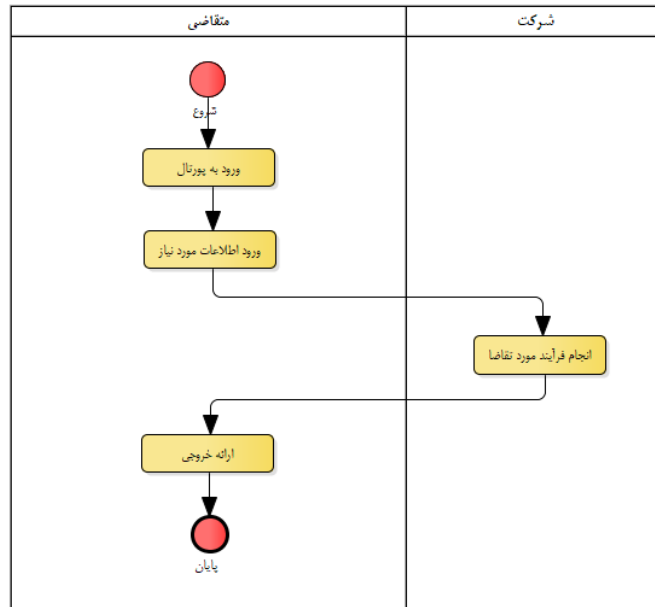 شرکت
متقاضی
شروع
ورود به پورتال
ورود اطلاعات مورد نیاز
انجام فرآیند مورد تقاضا
ارائه خروجی
پایان